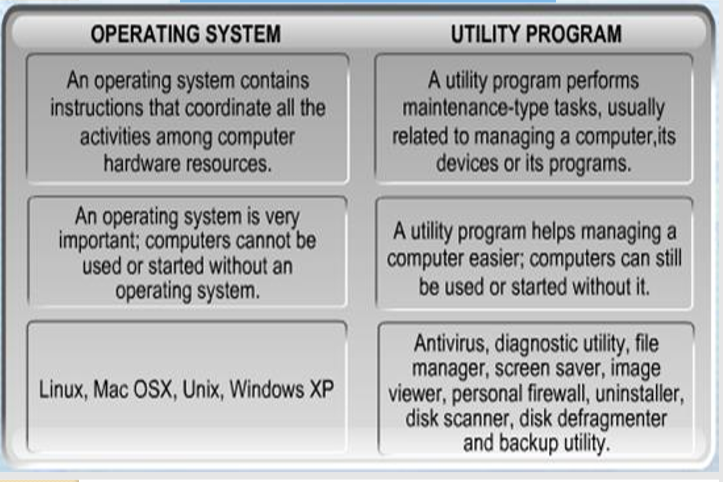 OPERATING SYSTEM
UTILITY PROGRAM
An operating system contains
instructions that coordinate all the
activities among computer
hardware resources.
A utility program performs
maintenance-type tasks, usually
related to managing a computer,its
devices or its programs.
An operating system is very
important; computers cannot be
used or started without an
operating system.
A utility program helps managing a
computer easier; computers can still
be used or started without it.
Linux, Mac OSX, Unix, Windows XP
Antivirus, diagnostic utility, file
manager, screen saver, image
viewer, personal firewall, uninstaller,
disk scanner, disk defragmenter
and backup utility.